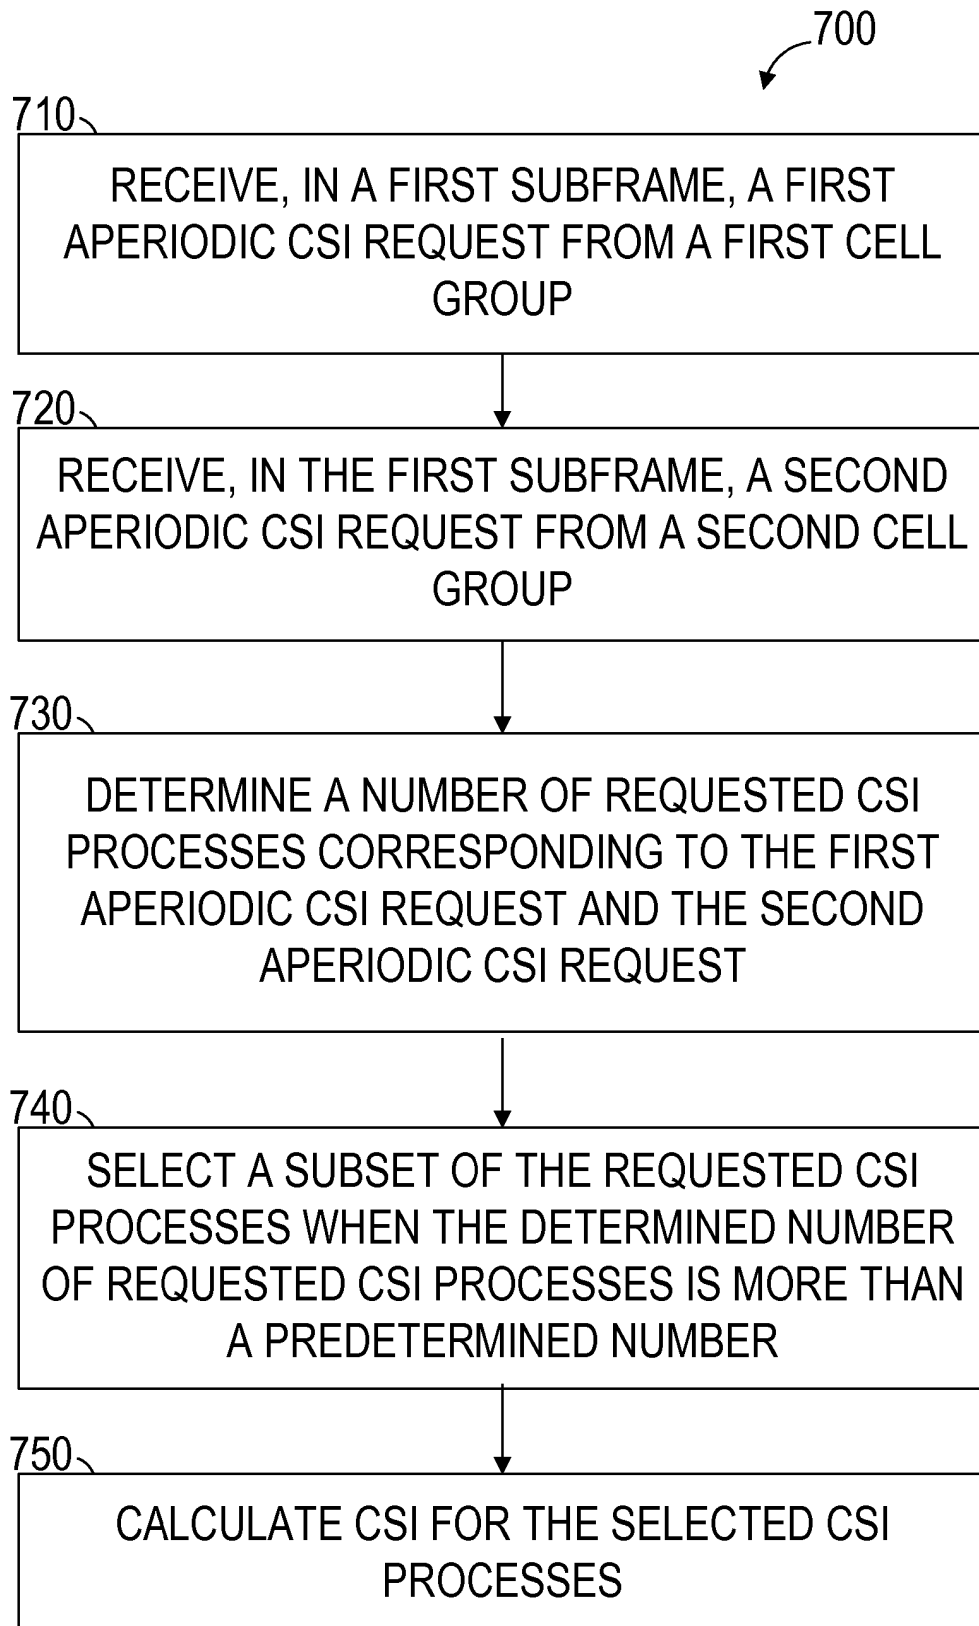 700
710
RECEIVE, IN A FIRST SUBFRAME, A FIRST
APERIODIC CSI REQUEST FROM A FIRST CELL
GROUP
720
RECEIVE, IN THE FIRST SUBFRAME, A SECOND
APERIODIC CSI REQUEST FROM A SECOND CELL
GROUP
730
DETERMINE A NUMBER OF REQUESTED CSI
PROCESSES CORRESPONDING TO THE FIRST
APERIODIC CSI REQUEST AND THE SECOND
APERIODIC CSI REQUEST
740
SELECT A SUBSET OF THE REQUESTED CSI
PROCESSES WHEN THE DETERMINED NUMBER
OF REQUESTED CSI PROCESSES IS MORE THAN
A PREDETERMINED NUMBER
750
CALCULATE CSI FOR THE SELECTED CSI
PROCESSES